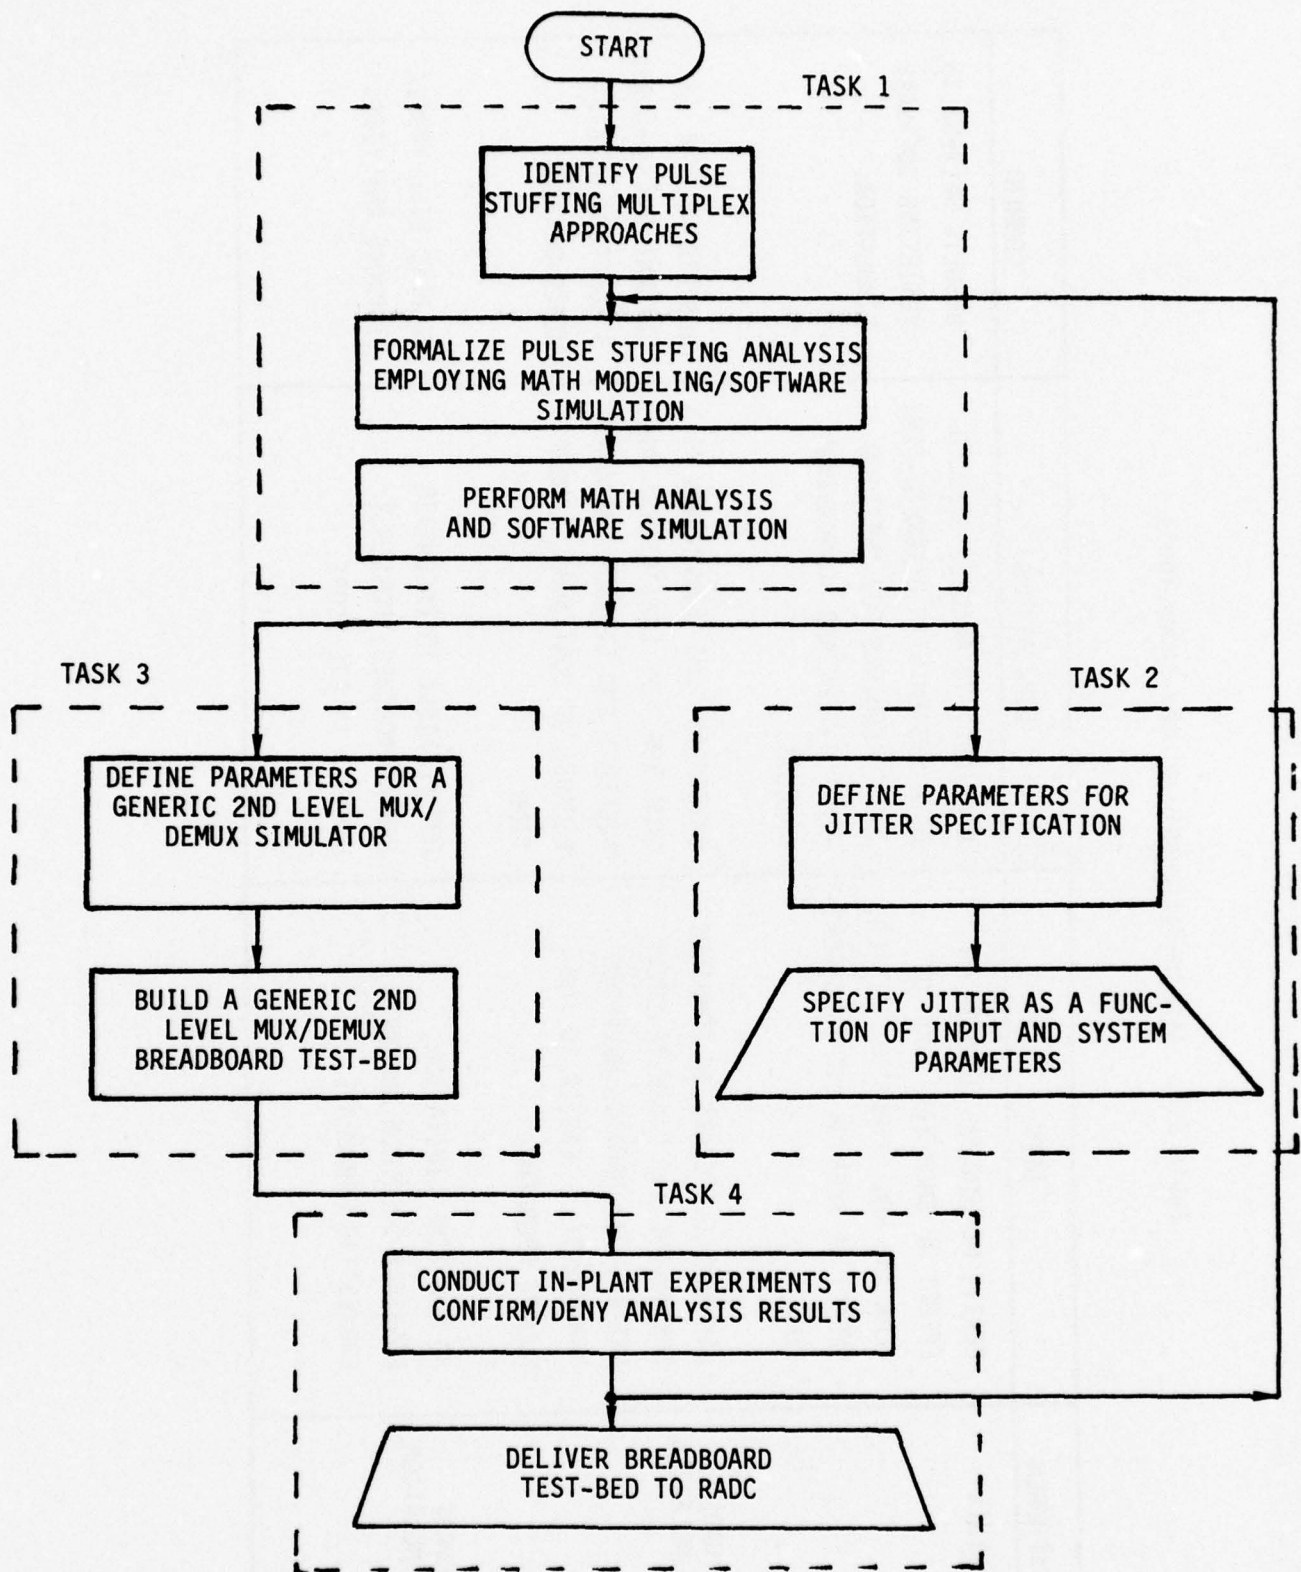 START
TASK 1
IDENTIFY PULSE
STUFFING MULTIPLEX
APPROACHES
FORMALIZE PULSE STUFFING ANALYSIS
EMPLOYING MATH MODELING/SOFTWARE
SIMULATION
PERFORM MATH ANALYSIS
AND SOFTWARE SIMULATION
TASK 3
TASK 2
DEFINE PARAMETERS FOR A
GENERIC 2ND LEVEL MUX/
DEMUX SIMULATOR
DEFINE PARAMETERS FOR
JITTER SPECIFICATION
BUILD A GENERIC 2ND
LEVEL MUX/DEMUX
BREADBOARD TEST-BED
SPECIFY JITTER AS A FUNC-
TION OF INPUT AND SYSTEM
PARAMETERS
TASK 4
CONDUCT IN-PLANT EXPERIMENTS TO
CONFIRM/DENY ANALYSIS RESULTS
DELIVER BREADBOARD
TEST-BED TO RADC